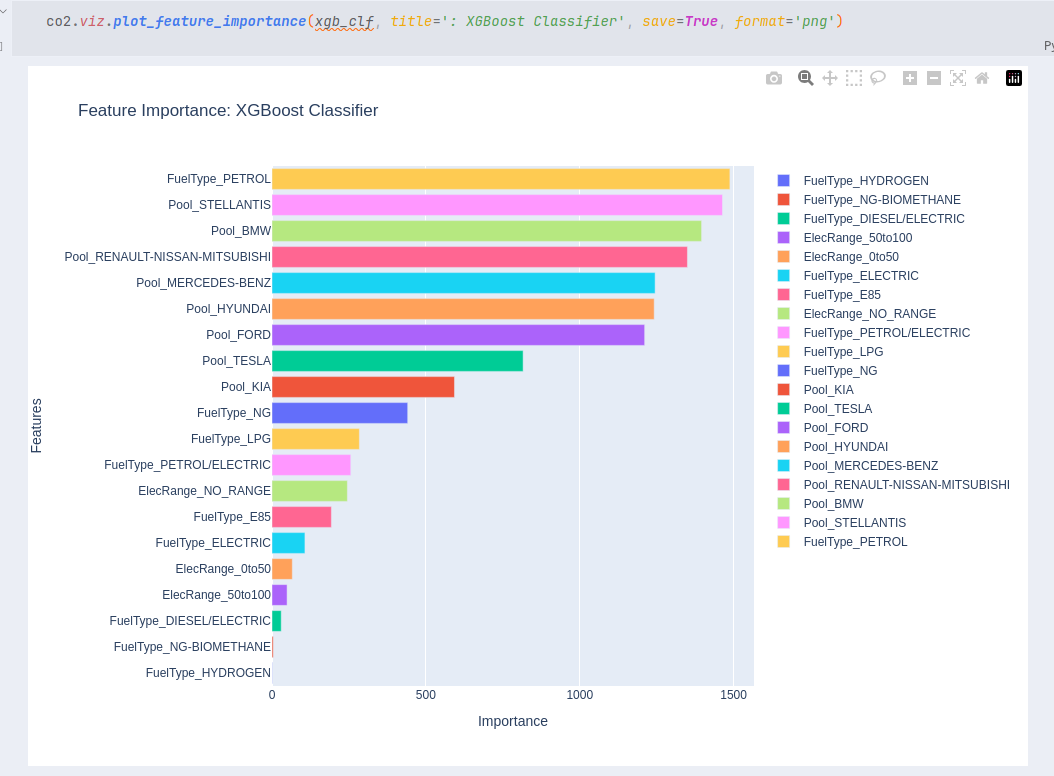 co2.viz.plot_feature_importance(xgb_clf, title=': XGBoost Classifier', save=True, format='png')
Feature Importance: XGBoost Classifier
FuelType_PETROL
Pool_STELLANTIS
Pool_BMW
Pool_RENAULT-NISSAN-MITSUBISHI
Pool_MERCEDES-BENZ
Pool_HYUNDAI
Pool_FORD
Pool_TESLA
Pool_KIA
FuelType_NG
FuelType_LPG
FuelType_PETROL/ELECTRIC
ElecRange_NO_RANGE
FuelType_E85
FuelType_ELECTRIC
ElecRange_0to50
ElecRange_50to100
FuelType_DIESEL/ELECTRIC
FuelType_NG-BIOMETHANE
FuelType_HYDROGEN
Features
0 500 1000 1500
Importance
FuelType_HYDROGEN
FuelType_NG-BIOMETHANE
FuelType_DIESEL/ELECTRIC
ElecRange_50to100
ElecRange_0to50
FuelType_ELECTRIC
FuelType_E85
ElecRange_NO_RANGE
FuelType_PETROL/ELECTRIC
FuelType_LPG
FuelType_NG
Pool_KIA
Pool_TESLA
Pool_FORD
Pool_HYUNDAI
Pool_MERCEDES-BENZ
Pool_RENAULT-NISSAN-MITSUBISHI
Pool_BMW
Pool_STELLANTIS
FuelType_PETROL